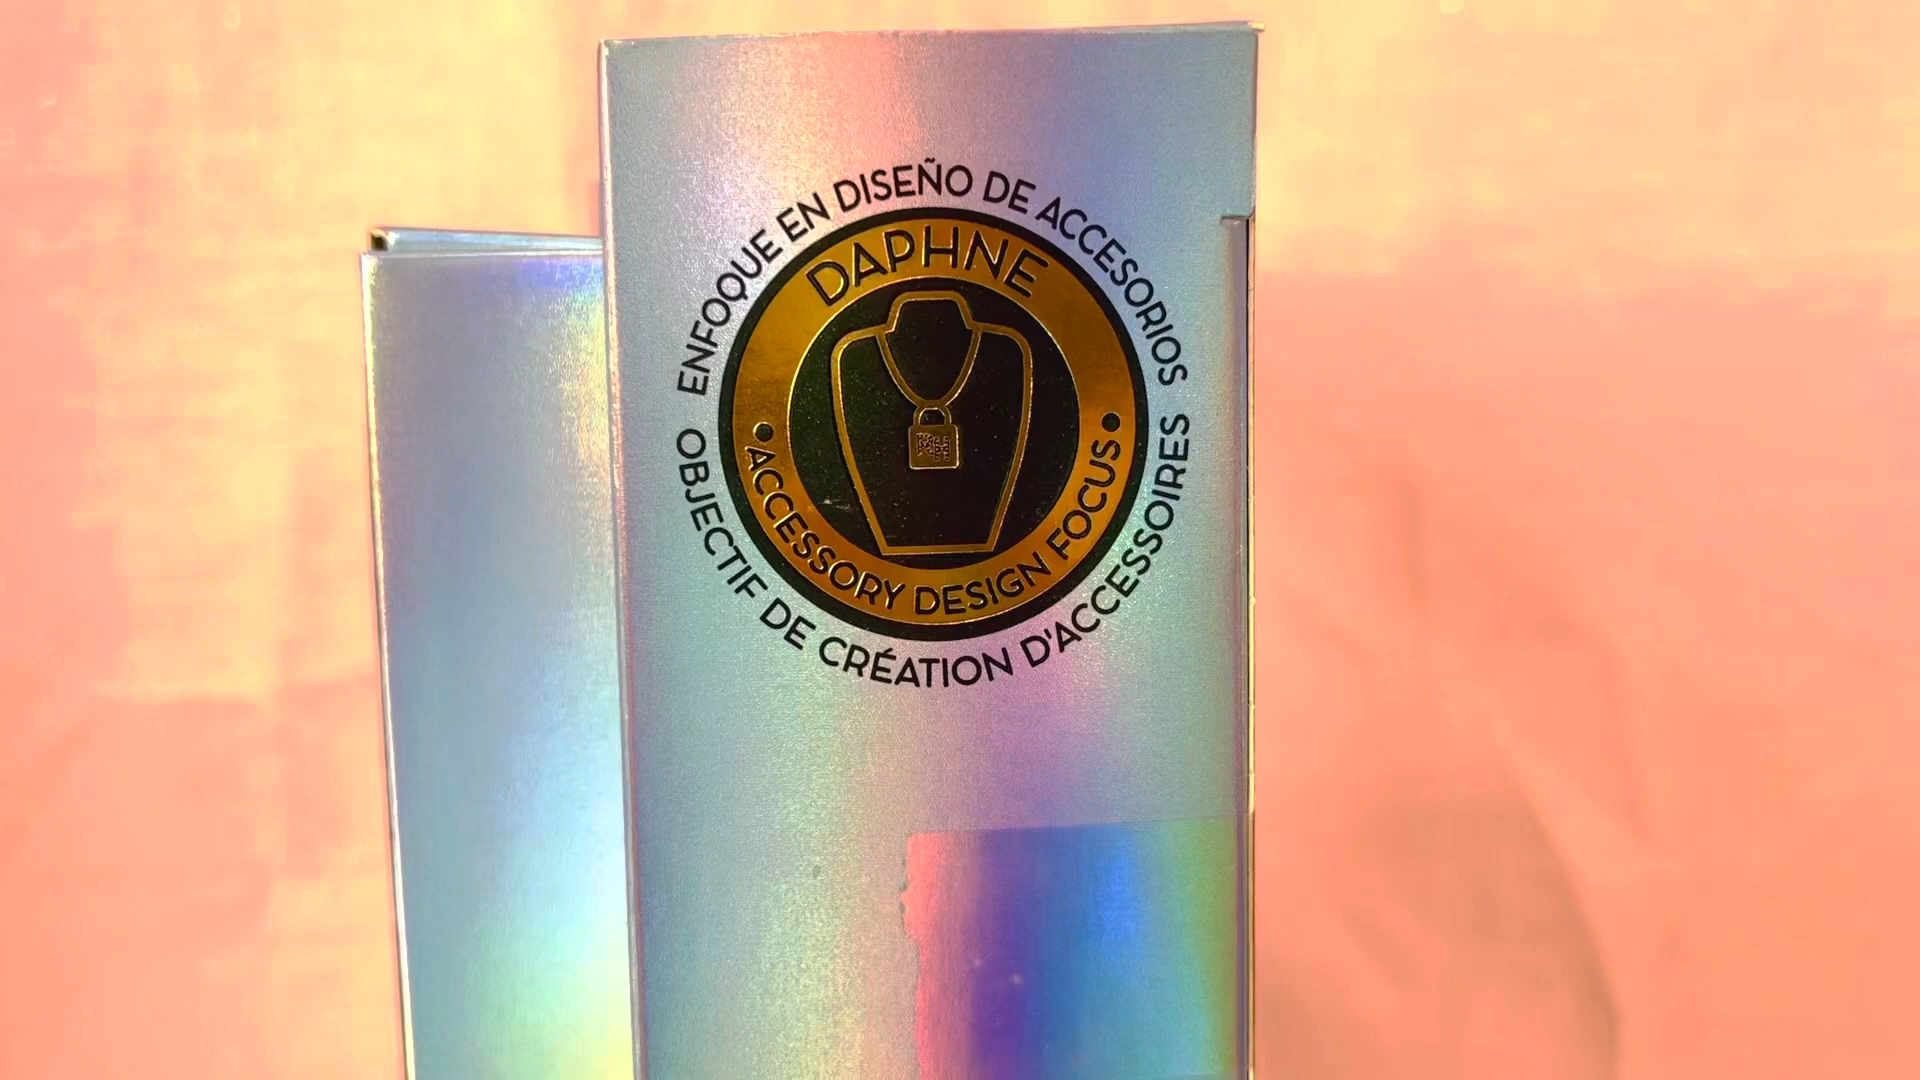 ENFOQUE EN DISEÑO DE ACCESORIOS
DAPHNE
•ACCESSORY DESIGN FOCUS•
OBJECTIF DE CRÉATION D'ACCESSOIRES